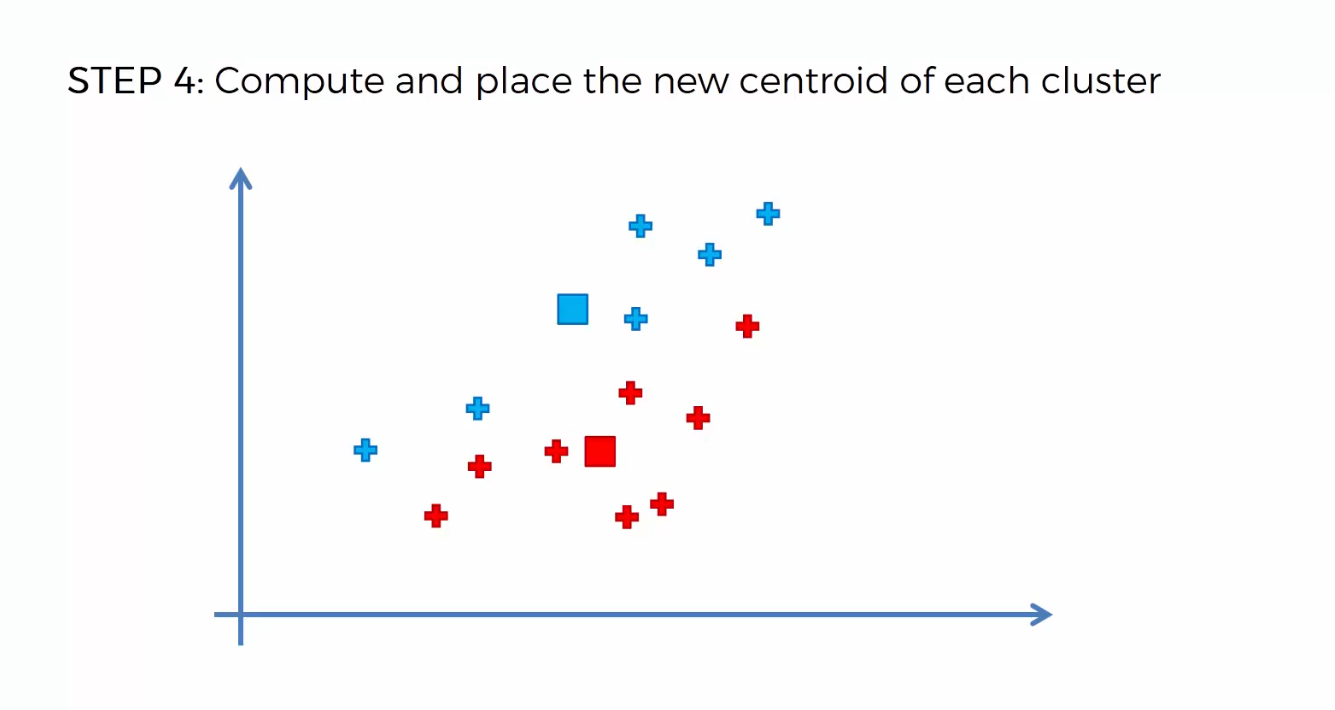 STEP 4: Compute and place the new centroid of each cluster